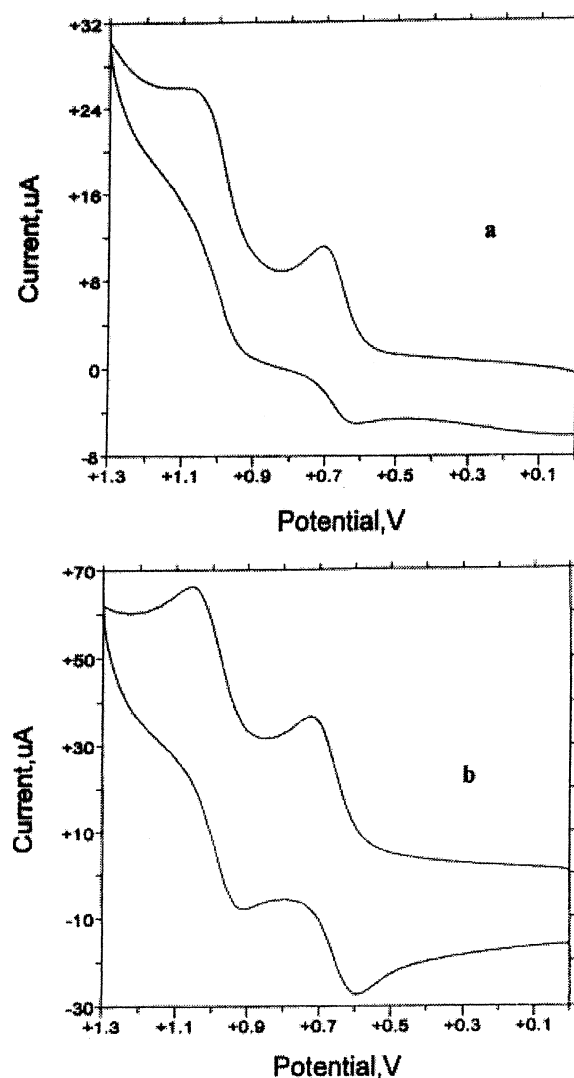 +32
+24
+16
+8
0
-8
Current,uA
a
+1.3 +1.1 +0.9 +0.7 +0.5 +0.3 +0.1
Potential,V
+70
+50
+30
+10
-10
-30
Current,uA
b
+1.3 +1.1 +0.9 +0.7 +0.5 +0.3 +0.1
Potential,V